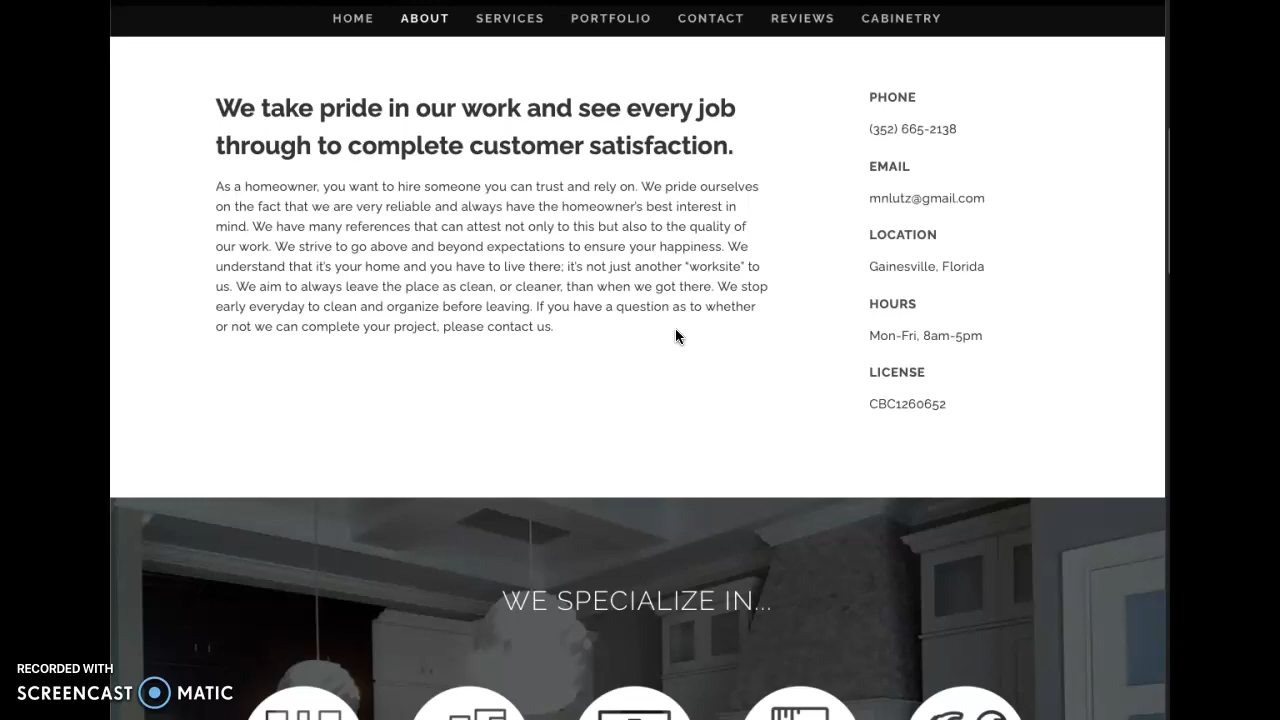 HOME ABOUT SERVICES PORTFOLIO CONTACT REVIEWS CABINETRY
We take pride in our work and see every job
through to complete customer satisfaction.
As a homeowner, you want to hire someone you can trust and rely on. We pride ourselves
on the fact that we are very reliable and always have the homeowner's best interest in
mind. We have many references that can attest not only to this but also to the quality of
our work. We strive to go above and beyond expectations to ensure your happiness. We
understand that it's your home and you have to live there; it's not just another "worksite" to
us. We aim to always leave the place as clean, or cleaner, than when we got there. We stop
early everyday to clean and organize before leaving. If you have a question as to whether
or not we can complete your project, please contact us.
PHONE
(352) 665-2138
EMAIL
mnlutz@gmail.com
LOCATION
Gainesville, Florida
HOURS
Mon-Fri, 8am-5pm
LICENSE
CBC1260652
WE SPECIALIZE IN...
RECORDED WITH
SCREENCAST MATIC